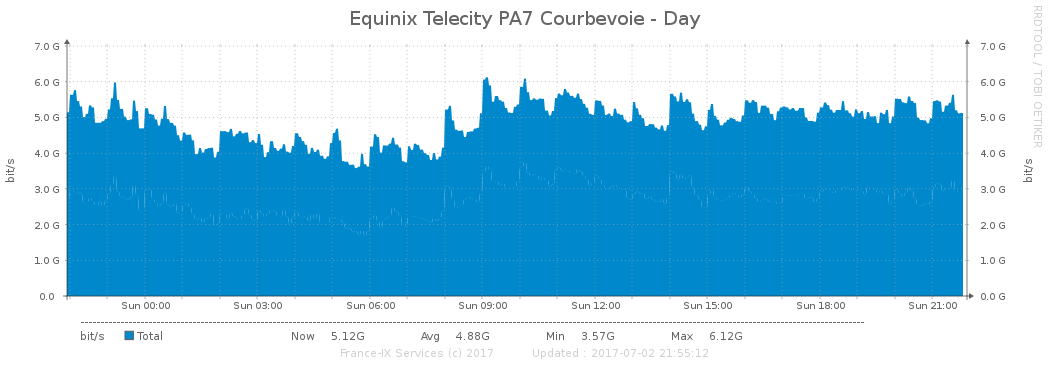 Equinix Telecity PA7 Courbevoie - Day
RRDTOOL / TOBI OETIKER
7.0 G 7.0 G
6.0 G 6.0 G
5.0 G 5.0 G
4.0 G 4.0 G
3.0 G 3.0 G
2.0 G 2.0 G
1.0 G 1.0 G
0.0 0.0 G
bit/s bit/s
Sun 00:00 Sun 03:00 Sun 06:00 Sun 09:00 Sun 12:00 Sun 15:00 Sun 18:00 Sun 21:00
bit/s Total Now 5.12G Avg 4.88G Min 3.57G Max 6.12G
France-IX Services (c) 2017 Updated : 2017-07-02 21:55:12